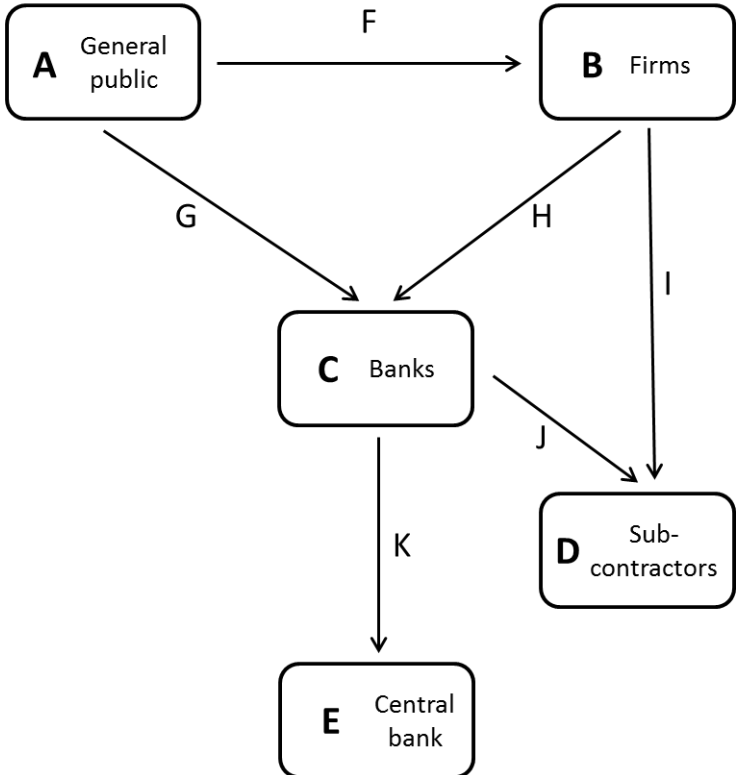 F
A General
public
B Firms
G
H
I
C Banks
J
K
D Sub-
contractors
E Central
bank